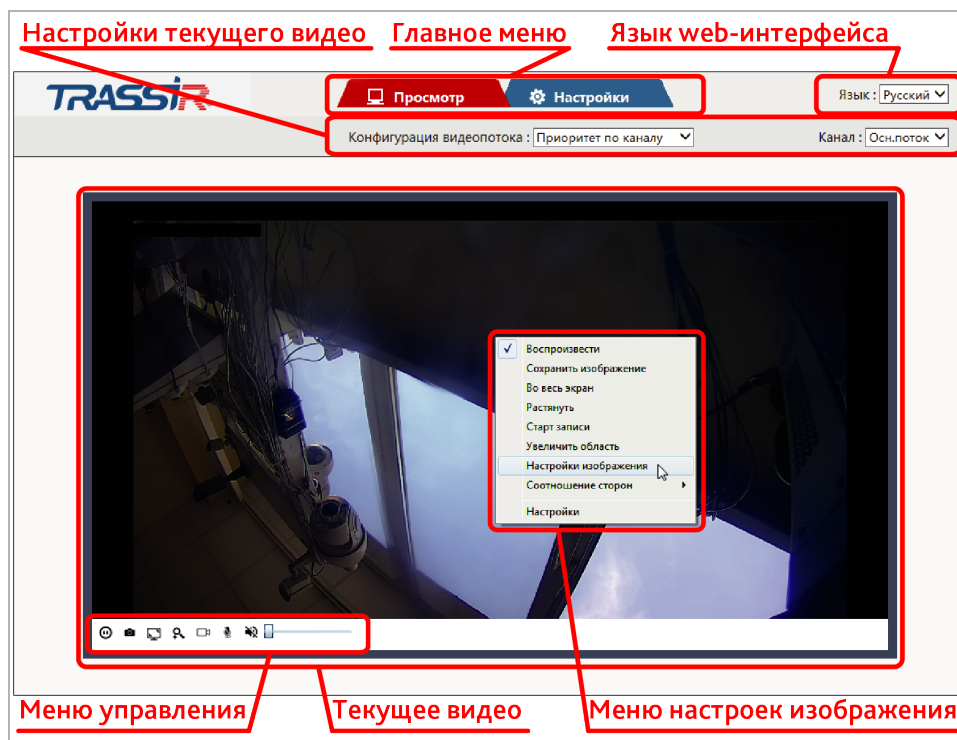 Настройки текущего видео Главное меню Язык web-интерфейса
TRASSIR
Просмотр Настройки
Язык : Русский
Конфигурация видеопотока : Приоритет по каналу Канал : Осн.поток
Воспроизвести
Сохранить изображение
Во весь экран
Растянуть
Старт записи
Увеличить область
Настройки изображения
Соотношение сторон
Настройки
Меню управления Текущее видео Меню настроек изображения